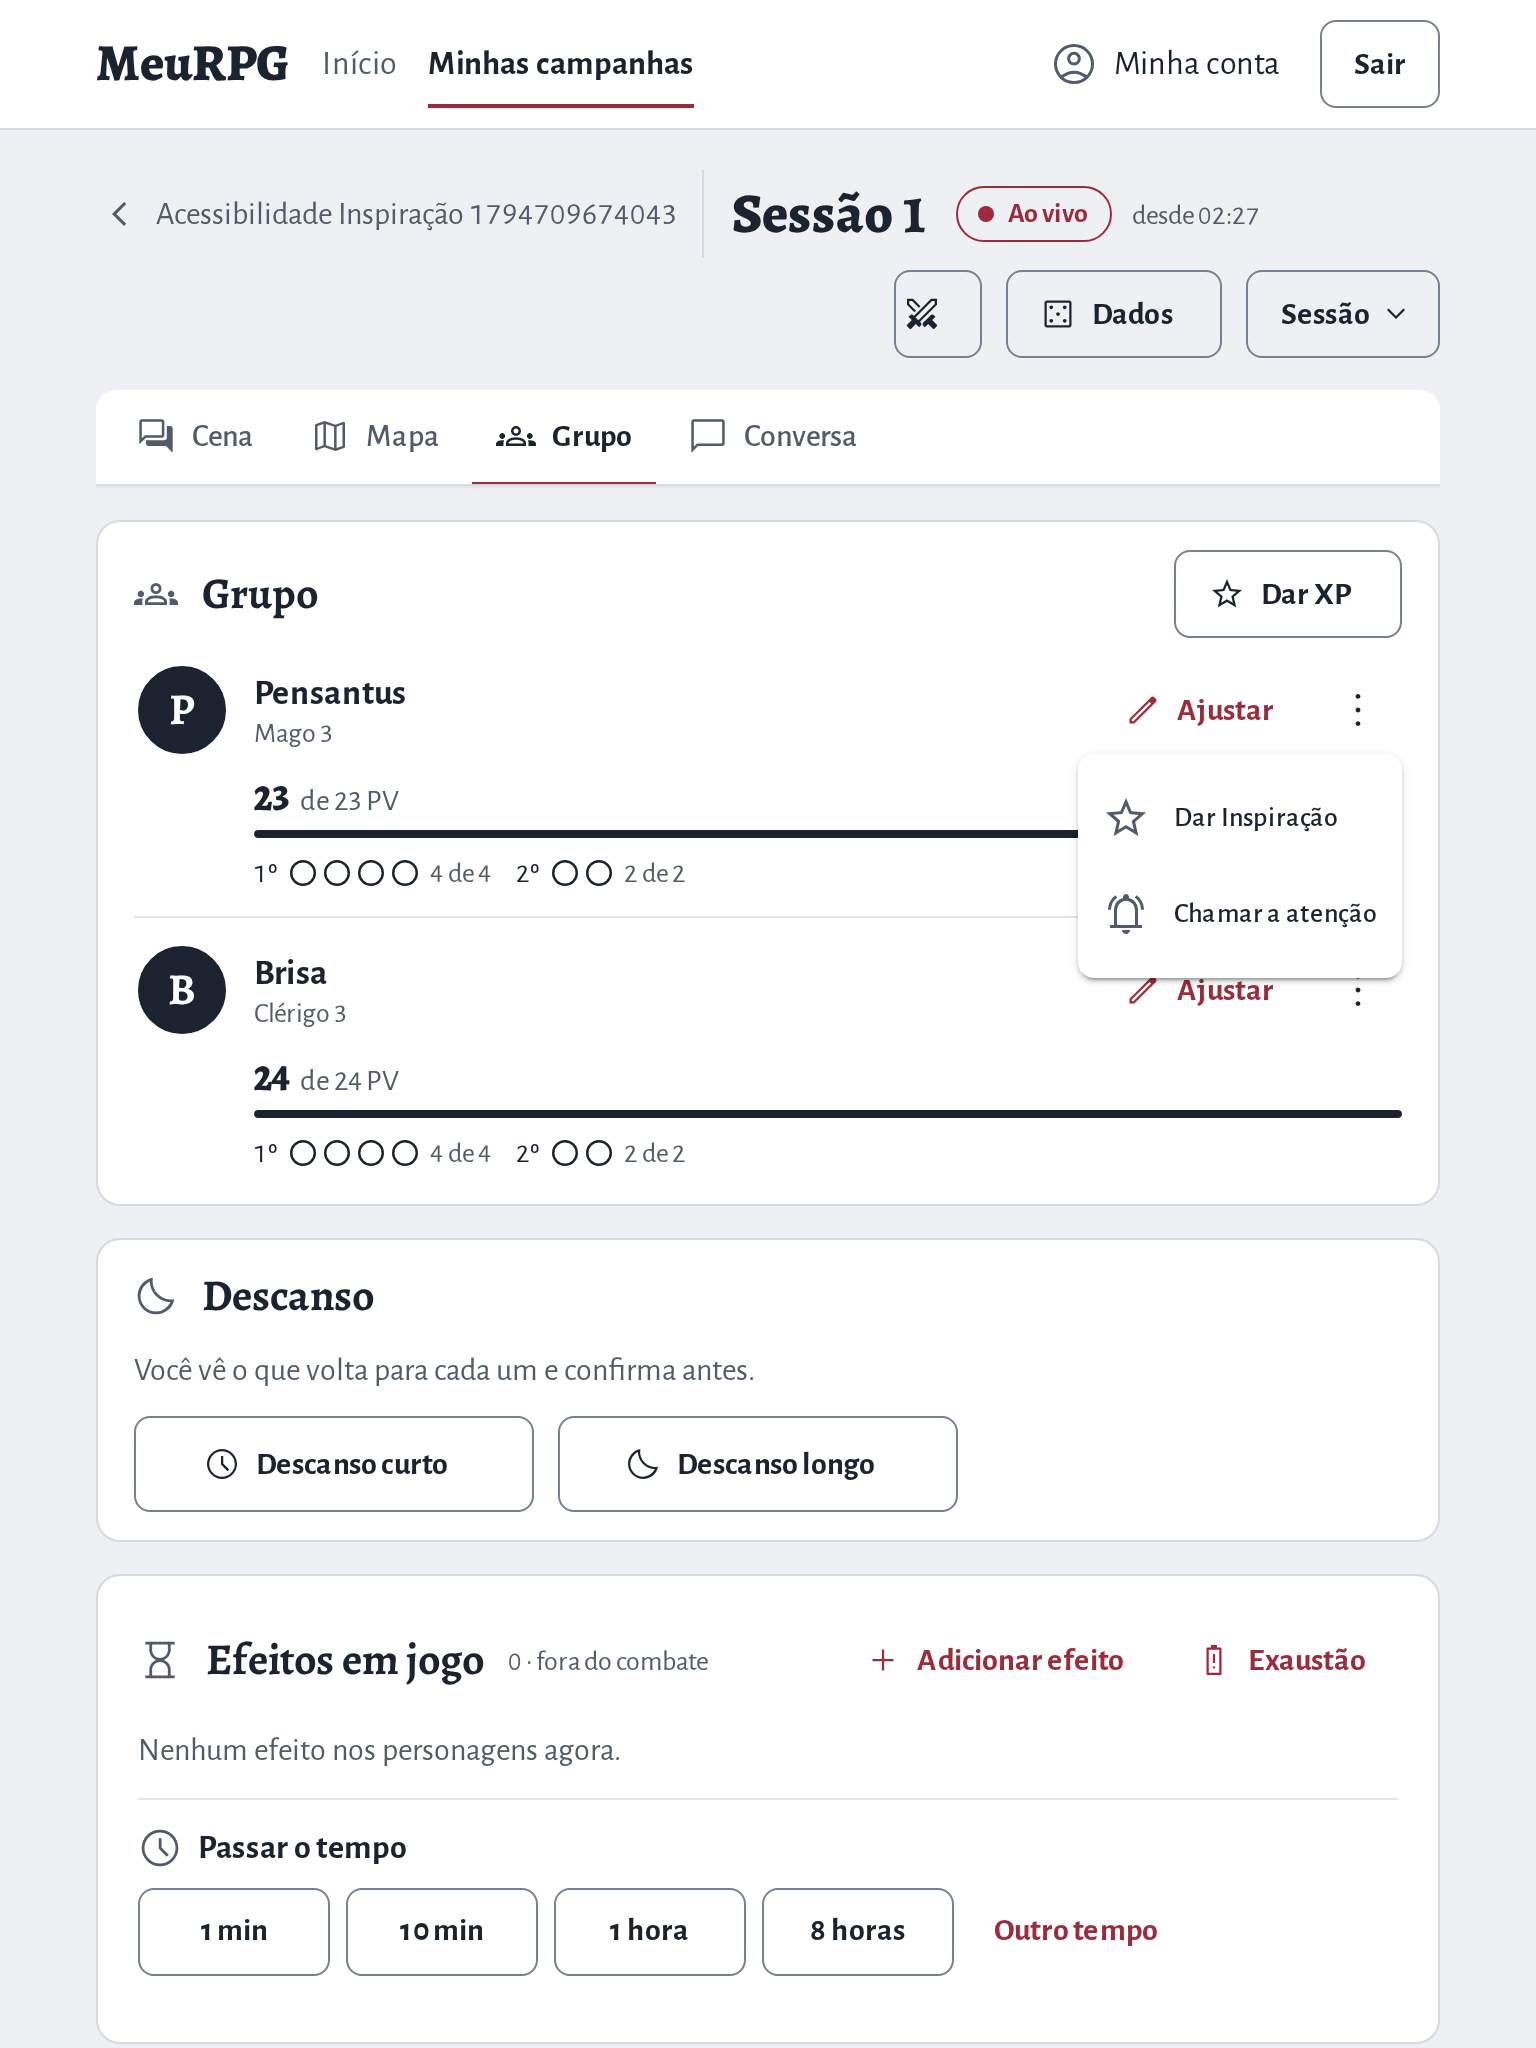 MeuRPG Início Minhas campanhas Minha conta Sair
Acessibilidade Inspiração 1794709674043 Sessão 1 Ao vivo desde 02:27
Dados Sessão
Cena Mapa Grupo Conversa
Grupo Dar XP
P Pensantus Ajustar
Mago 3
23 de 23 PV
Dar Inspiração
1º 4 de 4 2º 2 de 2
Chamar a atenção
B Brisa Ajustar
Clérigo 3
24 de 24 PV
1º 4 de 4 2º 2 de 2
Descanso
Você vê o que volta para cada um e confirma antes.
Descanso curto Descanso longo
Efeitos em jogo 0 · fora do combate Adicionar efeito Exaustão
Nenhum efeito nos personagens agora.
Passar o tempo
1 min 10 min 1 hora 8 horas Outro tempo